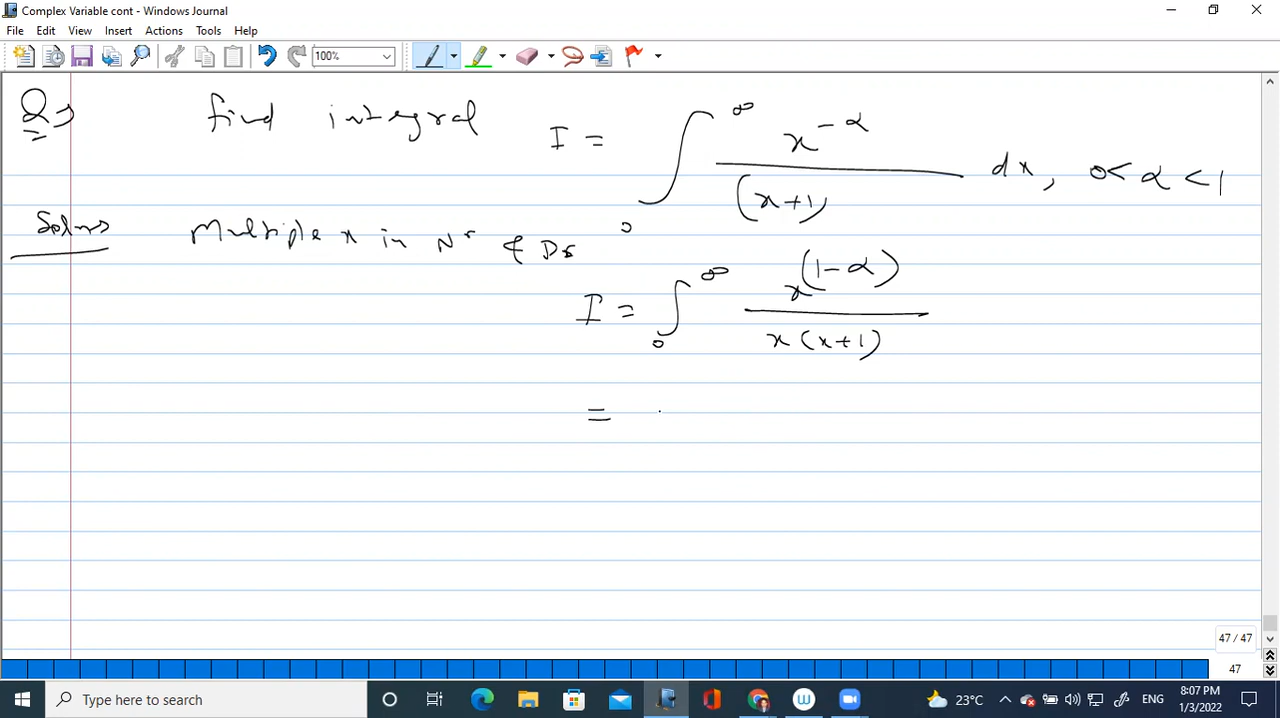 Complex Variable cont - Windows Journal
File Edit View Insert Actions Tools Help
100%
Q→ find integral I = ∫₀^∞ x^{-α} / (x+1) dx, 0 < α < 1
Solns Multiple x in Nr & Dr
I = ∫₀^∞ x^{(1-α)} / x(x+1)
=
47 / 47
47
Type here to search
23°C
ENG
8:07 PM
1/3/2022